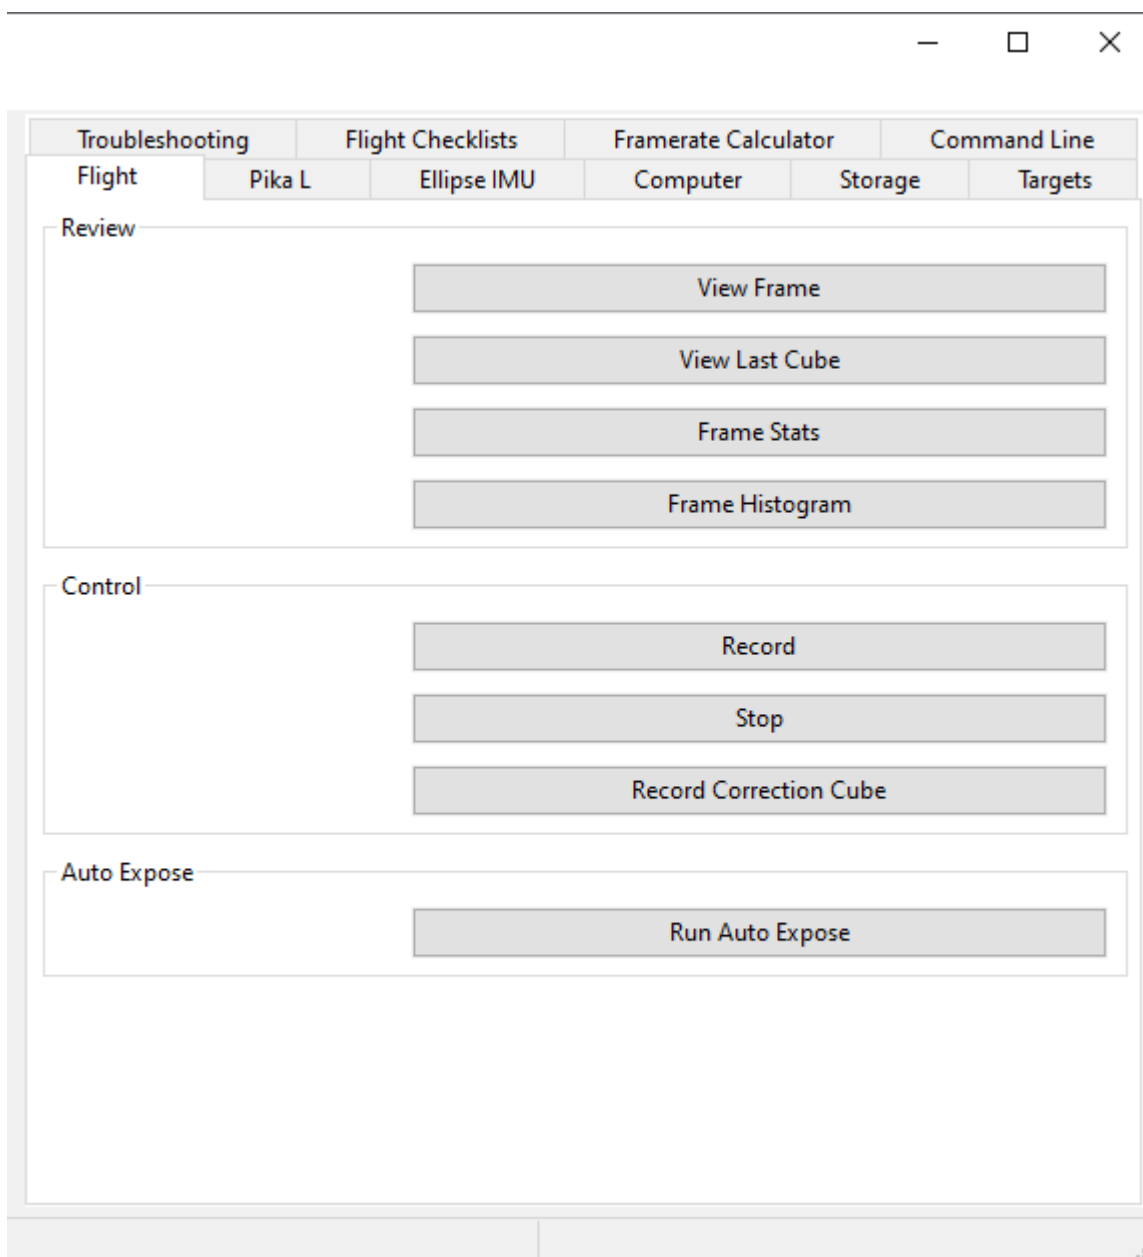 Troubleshooting Flight Checklists Framerate Calculator Command Line
Flight Pika L Ellipse IMU Computer Storage Targets
Review
View Frame
View Last Cube
Frame Stats
Frame Histogram
Control
Record
Stop
Record Correction Cube
Auto Expose
Run Auto Expose